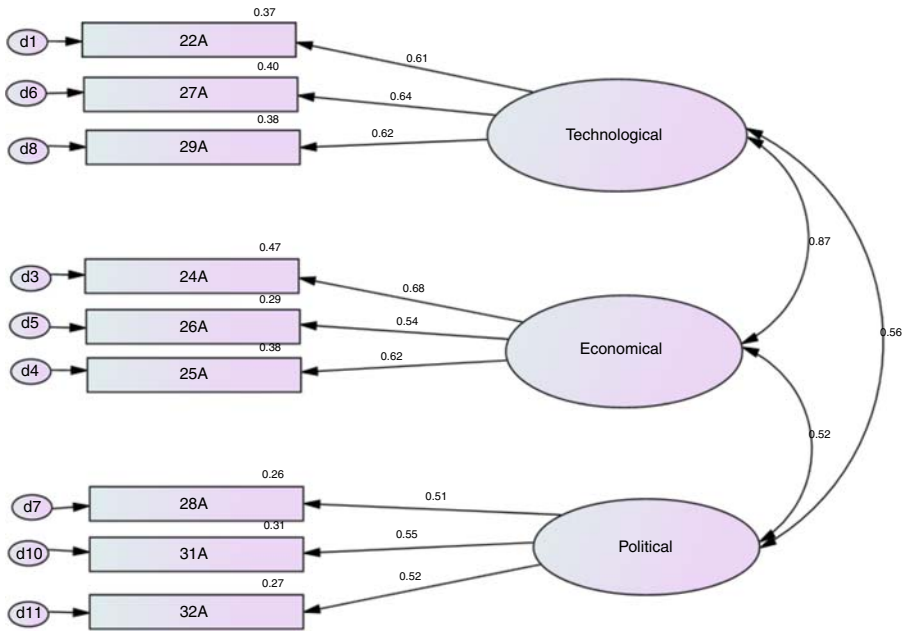 0.37
d1 22A
0.61
0.40
d6 27A
0.64
0.38
d8 29A
0.62
Technological
0.87
0.47
d3 24A
0.68
0.29
d5 26A
0.54
0.38
d4 25A
0.62
Economical
0.56
0.52
0.26
d7 28A
0.51
0.31
d10 31A
0.55
0.27
d11 32A
0.52
Political